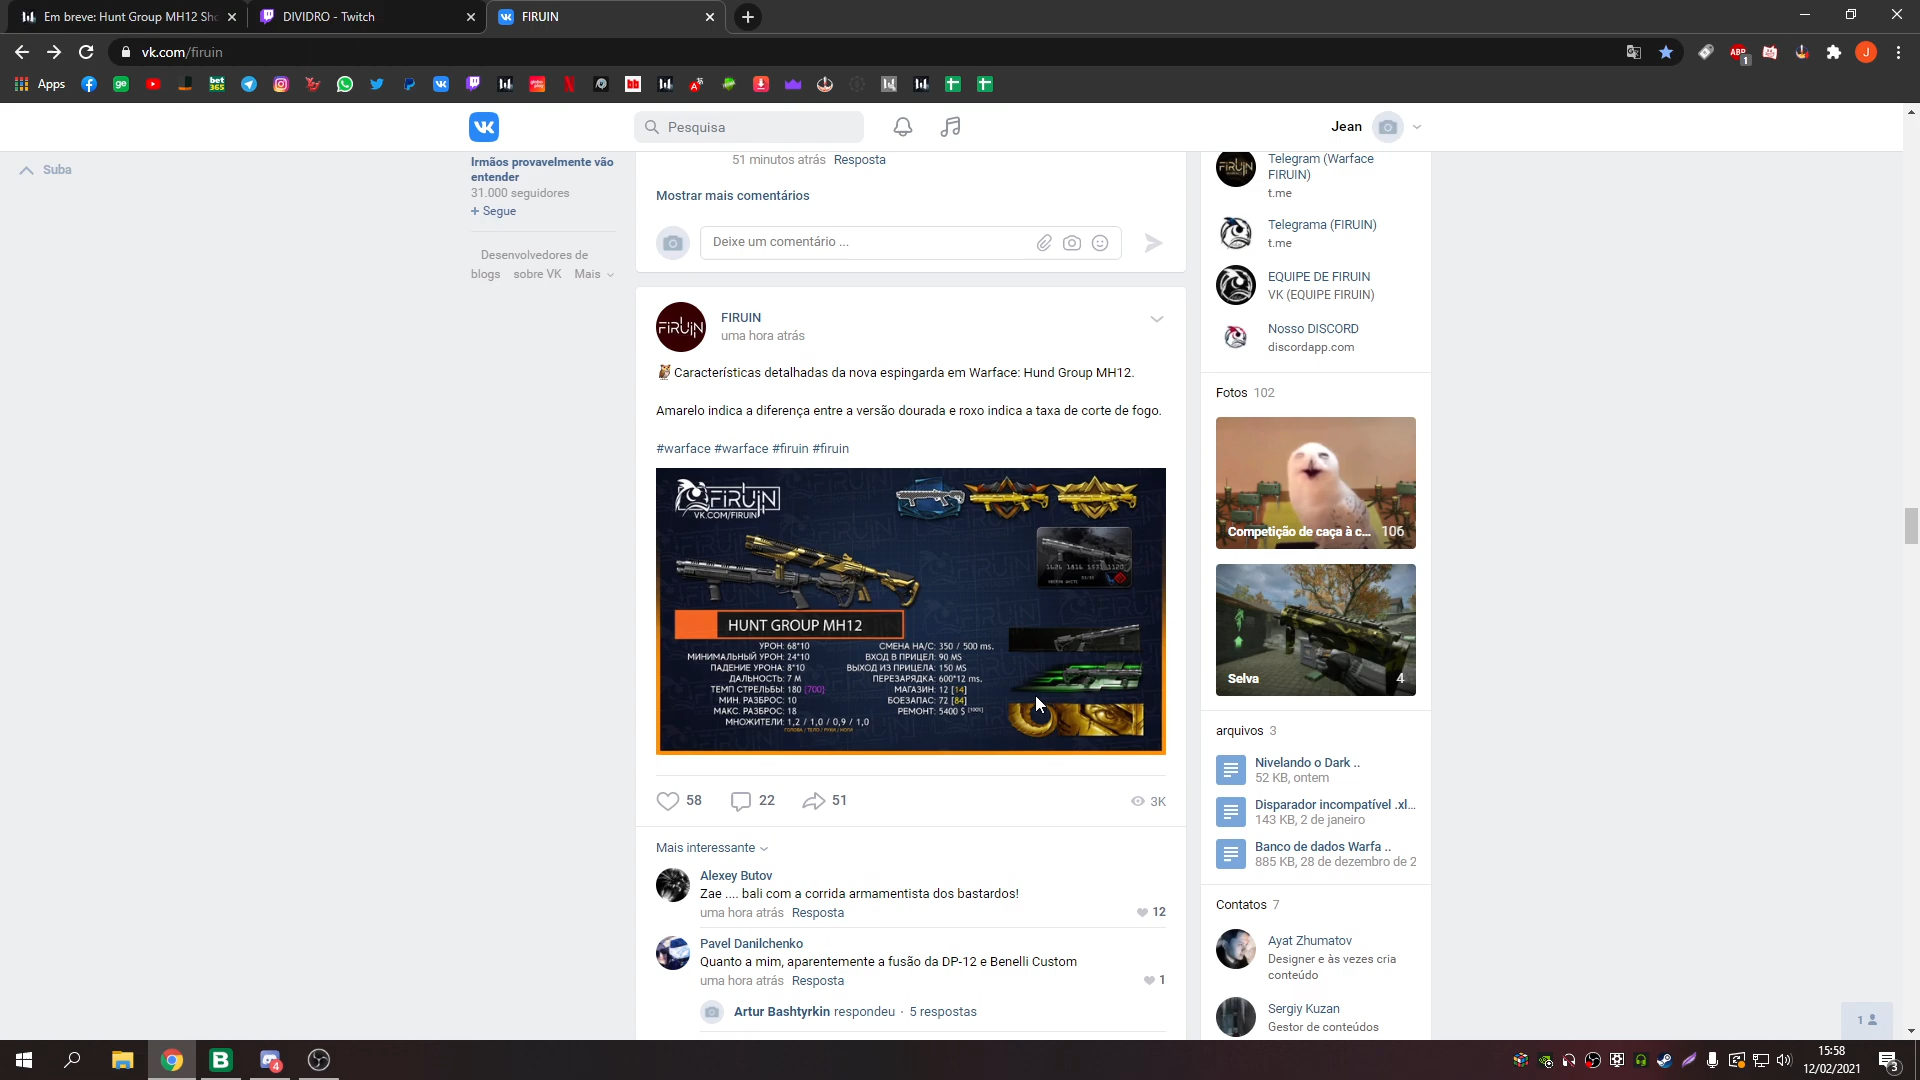 Em breve: Hunt Group MH12 Sho
DIVIDRO - Twitch
FIRUIN
vk.com/firuin
Apps
Pesquisa
Jean
Suba
Irmãos provavelmente vão
entender
31.000 seguidores
+ Segue
Desenvolvedores de
blogs sobre VK Mais
51 minutos atrás Resposta
Mostrar mais comentários
Deixe um comentário ...
FIRUIN
uma hora atrás
Características detalhadas da nova espingarda em Warface: Hund Group MH12.
Amarelo indica a diferença entre a versão dourada e roxo indica a taxa de corte de fogo.
#warface #warface #firuin #firuin
FIRUIN
VK.COM/FIRUIN
HUNT GROUP MH12
УРОН: 68*10
МИНИМАЛЬНЫЙ УРОН: 24*10
ПАДЕНИЕ УРОНА: 8*10
ДАЛЬНОСТЬ: 7 М
ТЕМП СТРЕЛЬБЫ: 180 [700]
МИН. РАЗБРОС: 10
МАКС. РАЗБРОС: 18
МНОЖИТЕЛИ: 1,2 / 1,0 / 0,9 / 1,0
ГОЛОВА / ТЕЛО / РУКИ / НОГИ
СМЕНА НА/С: 350 / 500 ms.
ВХОД В ПРИЦЕЛ: 90 MS
ВЫХОД ИЗ ПРИЦЕЛА: 150 MS
ПЕРЕЗАРЯДКА: 600*12 ms.
МАГАЗИН: 12 [14]
БОЕЗАПАС: 72 [84]
РЕМОНТ: 5400 $ [100%]
58 22 51 3K
Mais interessante
Alexey Butov
Zae .... bali com a corrida armamentista dos bastardos!
uma hora atrás Resposta 12
Pavel Danilchenko
Quanto a mim, aparentemente a fusão da DP-12 e Benelli Custom
uma hora atrás Resposta 1
Artur Bashtyrkin respondeu · 5 respostas
Telegram (Warface
FIRUIN)
t.me
Telegrama (FIRUIN)
t.me
EQUIPE DE FIRUIN
VK (EQUIPE FIRUIN)
Nosso DISCORD
discordapp.com
Fotos 102
Competição de caça à c... 106
Selva 4
arquivos 3
Nivelando o Dark ..
52 KB, ontem
Disparador incompatível .xl...
143 KB, 2 de janeiro
Banco de dados Warfa ..
885 KB, 28 de dezembro de 2
Contatos 7
Ayat Zhumatov
Designer e às vezes cria
conteúdo
Sergiy Kuzan
Gestor de conteúdos
1
15:58
12/02/2021
3